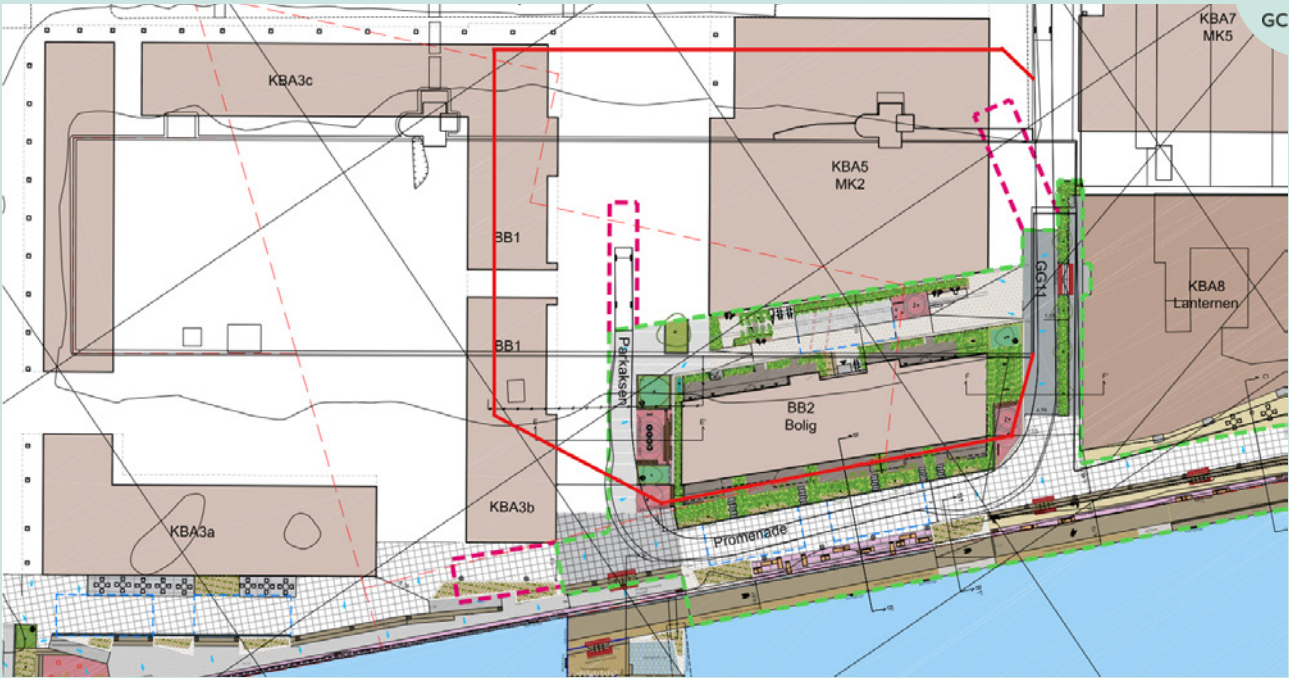 GC
KBA7
MK5
KBA3c
KBA5
MK2
BB1
GG11
KBA8
Lanternen
BB1
Parkaksen
BB2
Bolig
KBA3b
KBA3a
Promenade